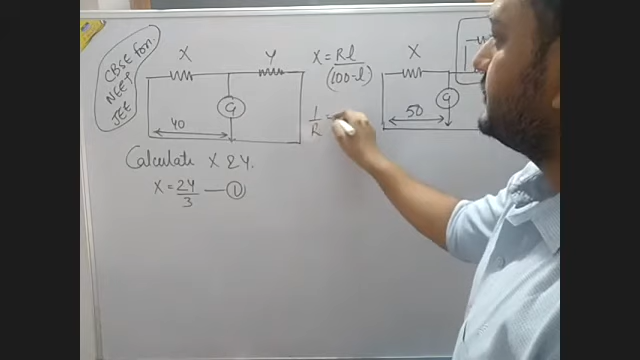 CBSE for.
NEET
JEE
X
Y
G
40
X = Rl
(100-l)
1
R
=
X
G
50
Calculate X & Y.
X = 2Y
3
— ①